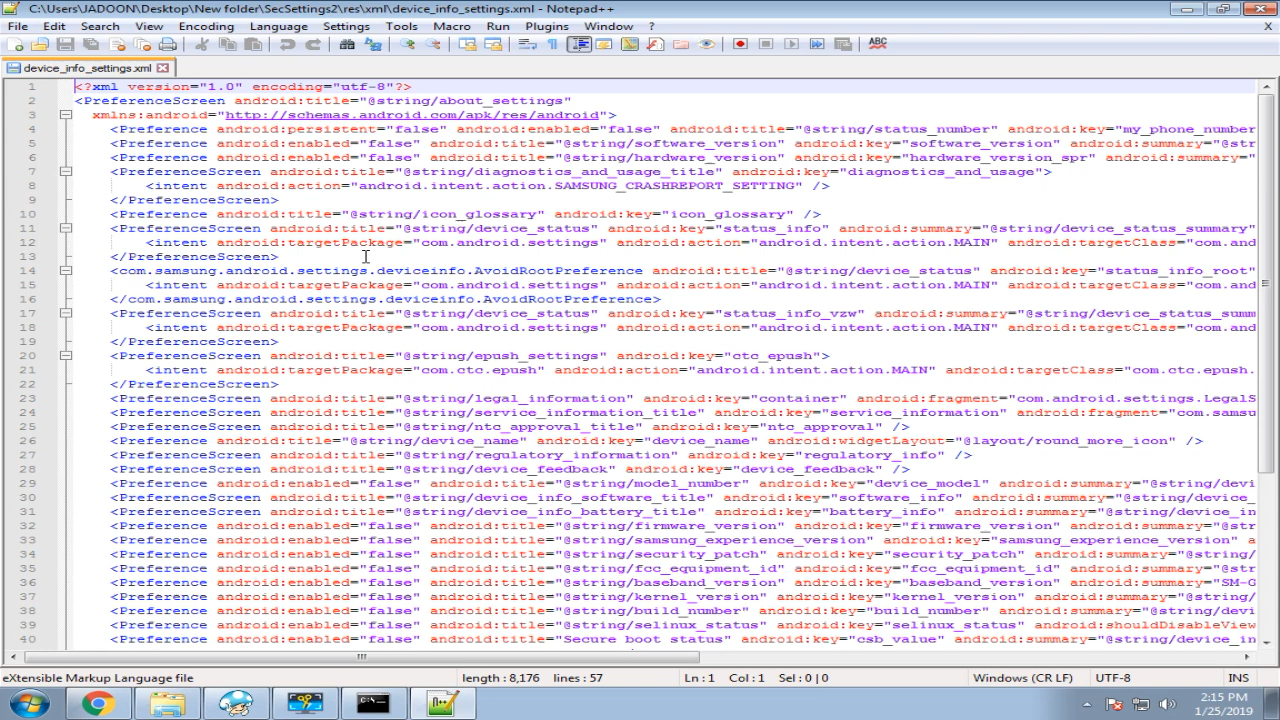 C:\Users\JADOON\Desktop\New folder\SecSettings2\res\xml\device_info_settings.xml - Notepad++
File Edit Search View Encoding Language Settings Tools Macro Run Plugins Window ? X
ABC
device_info_settings.xml
1 <?xml version="1.0" encoding="utf-8"?>
2 <PreferenceScreen android:title="@string/about_settings"
3 xmlns:android="http://schemas.android.com/apk/res/android">
4 <Preference android:persistent="false" android:enabled="false" android:title="@string/status_number" android:key="my_phone_number
5 <Preference android:enabled="false" android:title="@string/software_version" android:key="software_version" android:summary="
6 <Preference android:enabled="false" android:title="@string/hardware_version" android:key="hardware_version_spr" android:summary="
7 <PreferenceScreen android:title="@string/diagnostics_and_usage_title" android:key="diagnostics_and_usage">
8 <intent android:action="android.intent.action.SAMSUNG_CRASHREPORT_SETTING" />
9 </PreferenceScreen>
10 <Preference android:title="@string/icon_glossary" android:key="icon_glossary" />
11 <PreferenceScreen android:title="@string/device_status" android:key="status_info" android:summary="@string/device_status_summary"
12 <intent android:targetPackage="com.android.settings" android:action="android.intent.action.MAIN" android:targetClass="com.and
13 </PreferenceScreen>
14 <com.samsung.android.settings.deviceinfo.AvoidRootPreference android:title="@string/device_status" android:key="status_info_root"
15 <intent android:targetPackage="com.android.settings" android:action="android.intent.action.MAIN" android:targetClass="com.and
16 </com.samsung.android.settings.deviceinfo.AvoidRootPreference>
17 <PreferenceScreen android:title="@string/device_status" android:key="status_info_vzw" android:summary="@string/device_status_summ
18 <intent android:targetPackage="com.android.settings" android:action="android.intent.action.MAIN" android:targetClass="com.and
19 </PreferenceScreen>
20 <PreferenceScreen android:title="@string/epush_settings" android:key="ctc_epush">
21 <intent android:targetPackage="com.ctc.epush" android:action="android.intent.action.MAIN" android:targetClass="com.ctc.epush.
22 </PreferenceScreen>
23 <PreferenceScreen android:title="@string/legal_information" android:key="container" android:fragment="com.android.settings.LegalS
24 <PreferenceScreen android:title="@string/service_information_title" android:key="service_information" android:fragment="com.samsu
25 <PreferenceScreen android:title="@string/ntc_approval_title" android:key="ntc_approval" />
26 <PreferenceScreen android:title="@string/device_name" android:key="device_name" android:widgetLayout="@layout/round_more_icon" />
27 <PreferenceScreen android:title="@string/regulatory_information" android:key="regulatory_info" />
28 <PreferenceScreen android:title="@string/device_feedback" android:key="device_feedback" />
29 <Preference android:enabled="false" android:title="@string/model_number" android:key="device_model" android:summary="@string/devi
30 <PreferenceScreen android:title="@string/device_info_software_title" android:key="software_info" android:summary="@string/device_
31 <PreferenceScreen android:title="@string/device_info_battery_title" android:key="battery_info" android:summary="@string/device_in
32 <Preference android:enabled="false" android:title="@string/firmware_version" android:key="firmware_version" android:summary="@str
33 <Preference android:enabled="false" android:title="@string/samsung_experience_version" android:key="samsung_experience_version" a
34 <Preference android:enabled="false" android:title="@string/security_patch" android:key="security_patch" android:summary="@string/
35 <Preference android:enabled="false" android:title="@string/fcc_equipment_id" android:key="fcc_equipment_id" android:summary="@str
36 <Preference android:enabled="false" android:title="@string/baseband_version" android:key="baseband_version" android:summary="SM-G
37 <Preference android:enabled="false" android:title="@string/kernel_version" android:key="kernel_version" android:summary="@string/
38 <Preference android:enabled="false" android:title="@string/build_number" android:key="build_number" android:summary="@string/devi
39 <Preference android:enabled="false" android:title="@string/selinux_status" android:key="selinux_status" android:shouldDisableView
40 <Preference android:enabled="false" android:title="Secure boot status" android:key="csb_value" android:summary="@string/device_in
eXtensible Markup Language file length : 8,176 lines : 57 Ln : 1 Col : 1 Sel : 0 | 0 Windows (CR LF) UTF-8 INS
2:15 PM
1/25/2019